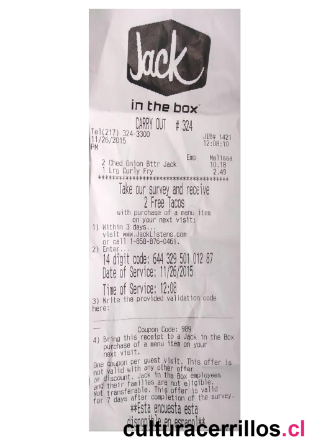 Jack
in the box
CARRY OUT # 324
Tel(217) 324-3300 JIB# 1421
11/26/2015 12:08:10
PM
Emp Melissa
2 Ched Onion Bttr Jack 10.18
1 Lrg Curly Fry 2.49
Take our survey and receive
2 Free Tacos
with purchase of a menu item
on your next visit:
1) Within 3 days...
visit www.JackListens.com
or call 1-858-876-0461.
2) Enter...
14 digit code: 644 329 501 012 87
Date of Service: 11/26/2015
Time of Service: 12:08
3) Write the provided validation code
here:
Coupon Code: 989
4) Bring this receipt to a Jack in the Box
purchase of a menu item on your
next visit.
One coupon per guest visit. This offer is
not valid with any other offer
or discount. Jack in the Box employees
and their families are not eligible.
Not transferable. This offer is valid
for 7 days after completion of the survey.
**Esta encuesta esta
disponible en español**
culturacerrillos.cl